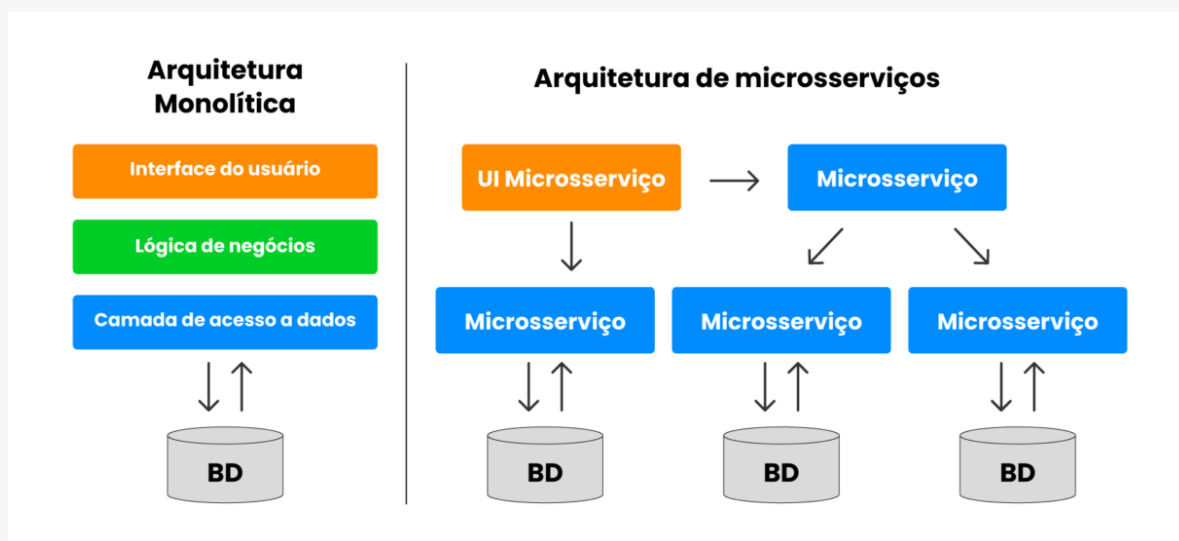 Arquitetura
Monolítica
Interface do usuário
Lógica de negócios
Camada de acesso a dados
BD
Arquitetura de microsserviços
UI Microsserviço
Microsserviço
Microsserviço
Microsserviço
Microsserviço
BD
BD
BD